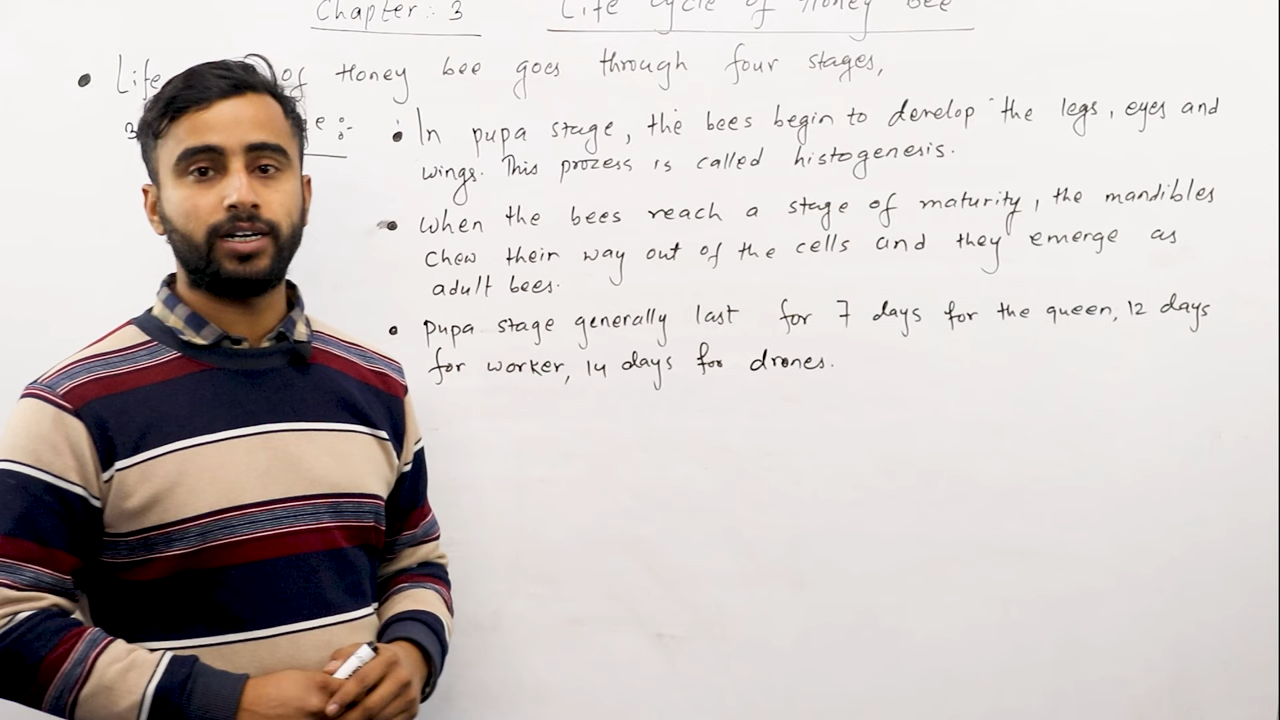 Chapter : 3 Life Cycle of Honey Bee
• Life of Honey bee goes through four stages,
3 e :-
• In pupa stage, the bees begin to develop the legs, eyes and
wings. This process is called histogenesis.
• When the bees reach a stage of maturity, the mandibles
chew their way out of the cells and they emerge as
adult bees.
• Pupa stage generally last for 7 days for the queen, 12 days
for worker, 14 days for drones.